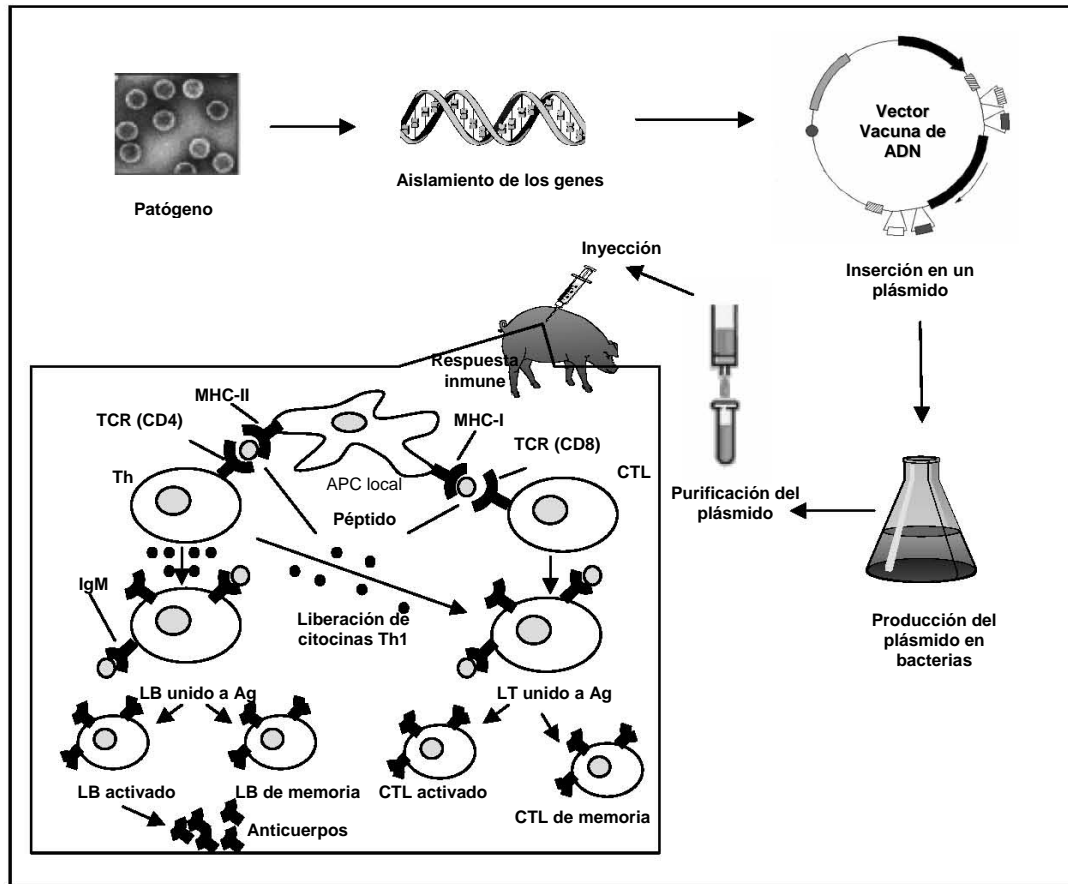 Patógeno
Aislamiento de los genes
Vector
Vacuna de
ADN
Inserción en un
plásmido
Inyección
Respuesta
inmune
MHC-II
TCR (CD4)
MHC-I
TCR (CD8)
Th
APC local
CTL
Péptido
Purificación del
plásmido
IgM
Liberación de
citocinas Th1
Producción del
plásmido en
bacterias
LB unido a Ag
LT unido a Ag
LB activado
LB de memoria
CTL activado
CTL de memoria
Anticuerpos